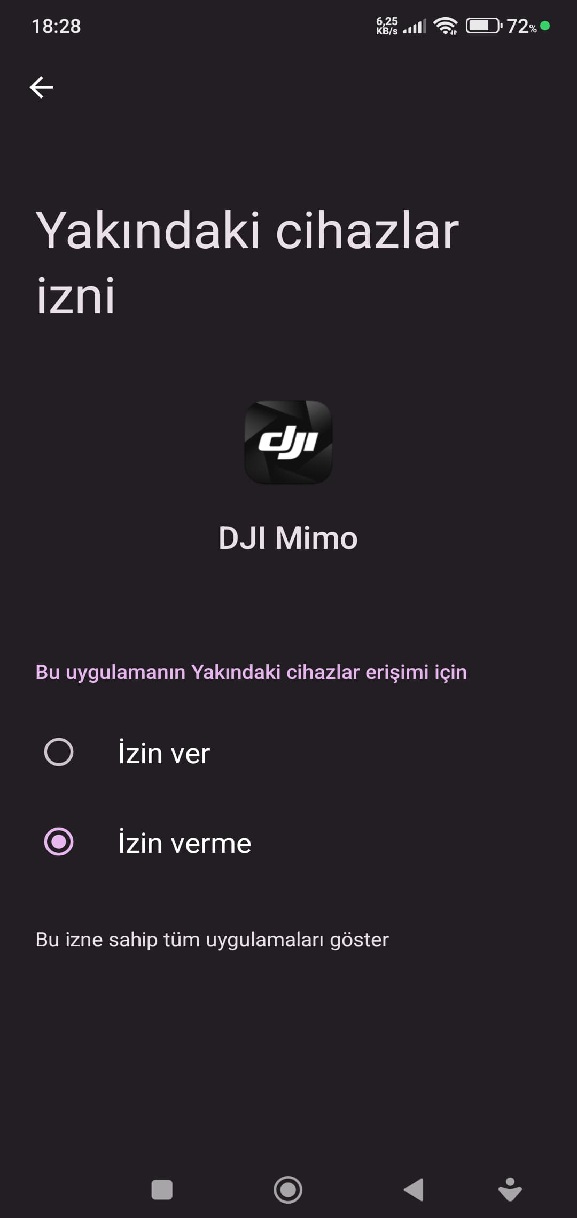 18:28
6,25
KB/s
72%
Yakındaki cihazlar
izni
dji
DJI Mimo
Bu uygulamanın Yakındaki cihazlar erişimi için
İzin ver
İzin verme
Bu izne sahip tüm uygulamaları göster